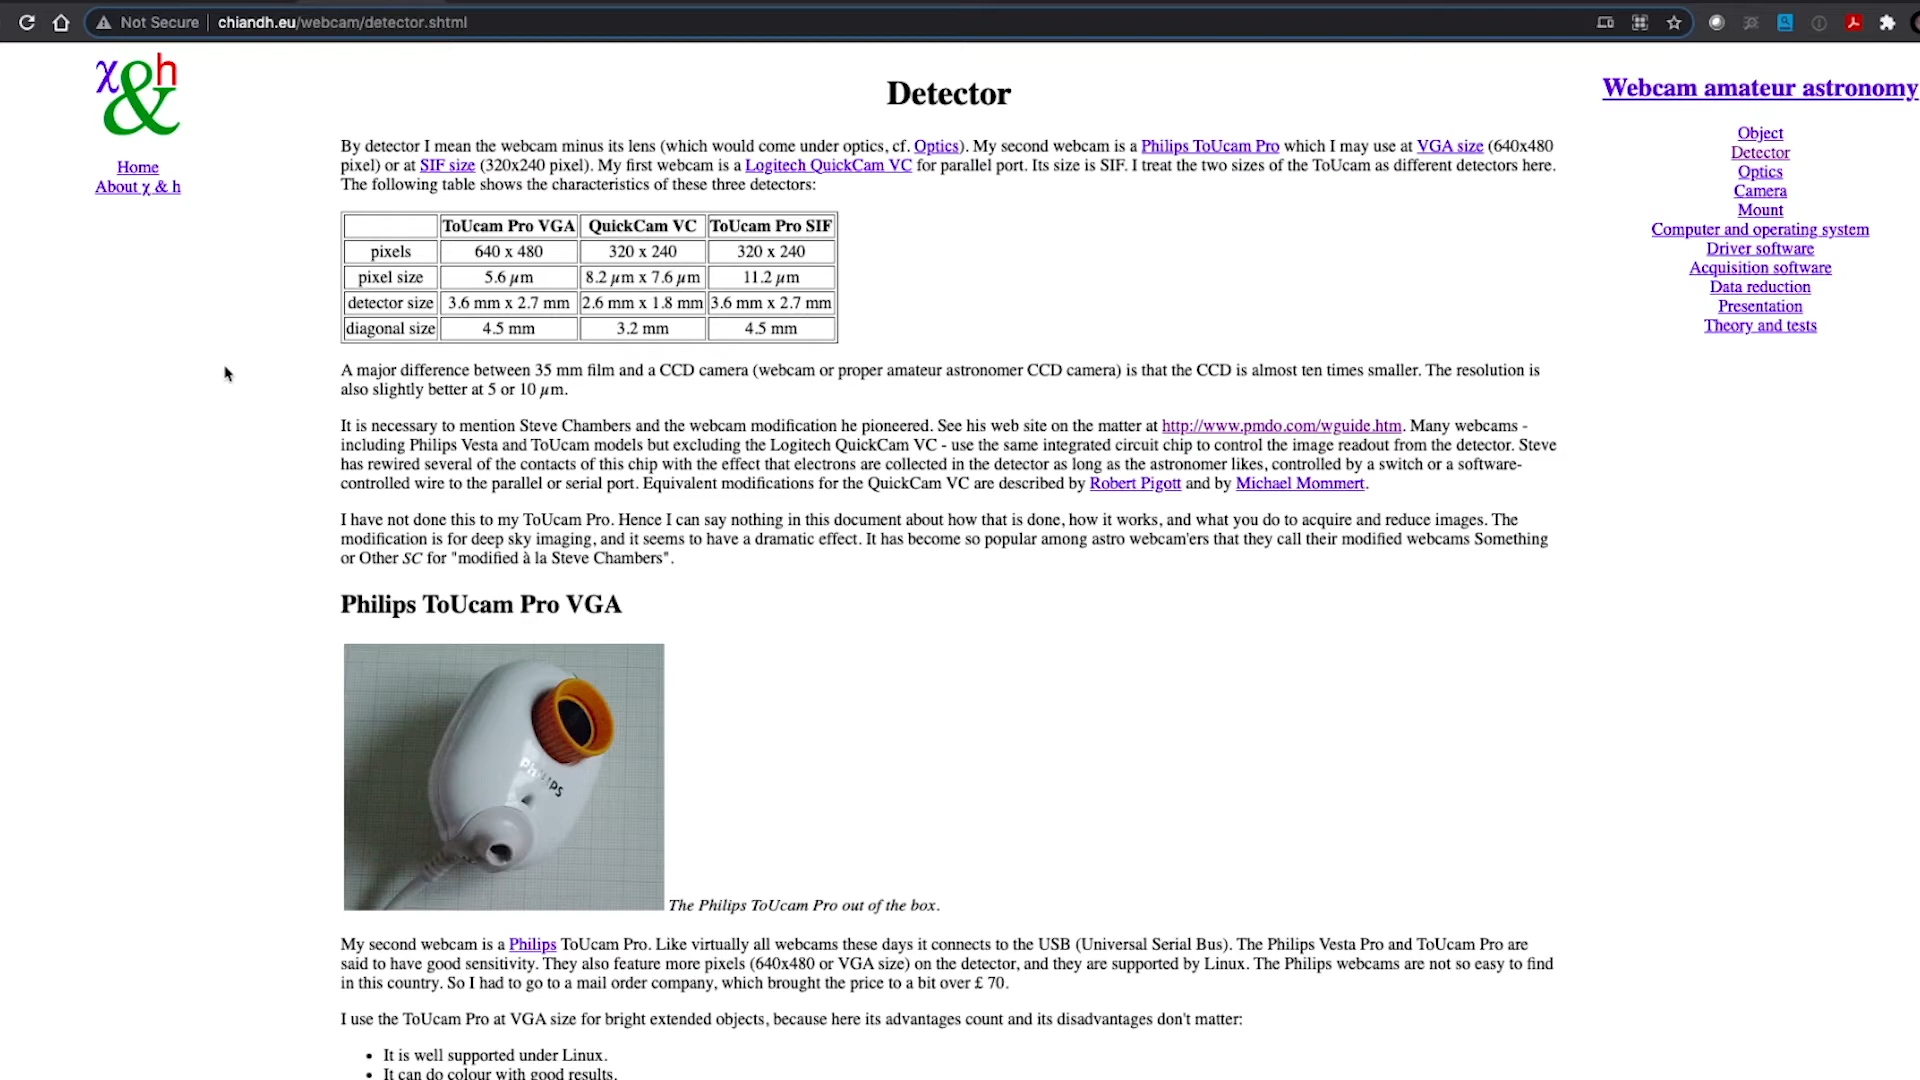 Not Secure chiandh.eu/webcam/detector.shtml
χ&h
Home
About χ & h
Detector
By detector I mean the webcam minus its lens (which would come under optics, cf. Optics). My second webcam is a Philips ToUcam Pro which I may use at VGA size (640x480
pixel) or at SIF size (320x240 pixel). My first webcam is a Logitech QuickCam VC for parallel port. Its size is SIF. I treat the two sizes of the ToUcam as different detectors here.
The following table shows the characteristics of these three detectors:
ToUcam Pro VGA QuickCam VC ToUcam Pro SIF
pixels 640 x 480 320 x 240 320 x 240
pixel size 5.6 μm 8.2 μm x 7.6 μm 11.2 μm
detector size 3.6 mm x 2.7 mm 2.6 mm x 1.8 mm 3.6 mm x 2.7 mm
diagonal size 4.5 mm 3.2 mm 4.5 mm
A major difference between 35 mm film and a CCD camera (webcam or proper amateur astronomer CCD camera) is that the CCD is almost ten times smaller. The resolution is
also slightly better at 5 or 10 μm.
It is necessary to mention Steve Chambers and the webcam modification he pioneered. See his web site on the matter at http://www.pmdo.com/wguide.htm. Many webcams -
including Philips Vesta and ToUcam models but excluding the Logitech QuickCam VC - use the same integrated circuit chip to control the image readout from the detector. Steve
has rewired several of the contacts of this chip with the effect that electrons are collected in the detector as long as the astronomer likes, controlled by a switch or a software-
controlled wire to the parallel or serial port. Equivalent modifications for the QuickCam VC are described by Robert Pigott and by Michael Mommert.
I have not done this to my ToUcam Pro. Hence I can say nothing in this document about how that is done, how it works, and what you do to acquire and reduce images. The
modification is for deep sky imaging, and it seems to have a dramatic effect. It has become so popular among astro webcam'ers that they call their modified webcams Something
or Other SC for "modified à la Steve Chambers".
Philips ToUcam Pro VGA
PHILIPS
The Philips ToUcam Pro out of the box.
My second webcam is a Philips ToUcam Pro. Like virtually all webcams these days it connects to the USB (Universal Serial Bus). The Philips Vesta Pro and ToUcam Pro are
said to have good sensitivity. They also feature more pixels (640x480 or VGA size) on the detector, and they are supported by Linux. The Philips webcams are not so easy to find
in this country. So I had to go to a mail order company, which brought the price to a bit over £ 70.
I use the ToUcam Pro at VGA size for bright extended objects, because here its advantages count and its disadvantages don't matter:
• It is well supported under Linux.
• It can do colour with good results.
Webcam amateur astronomy
Object
Detector
Optics
Camera
Mount
Computer and operating system
Driver software
Acquisition software
Data reduction
Presentation
Theory and tests